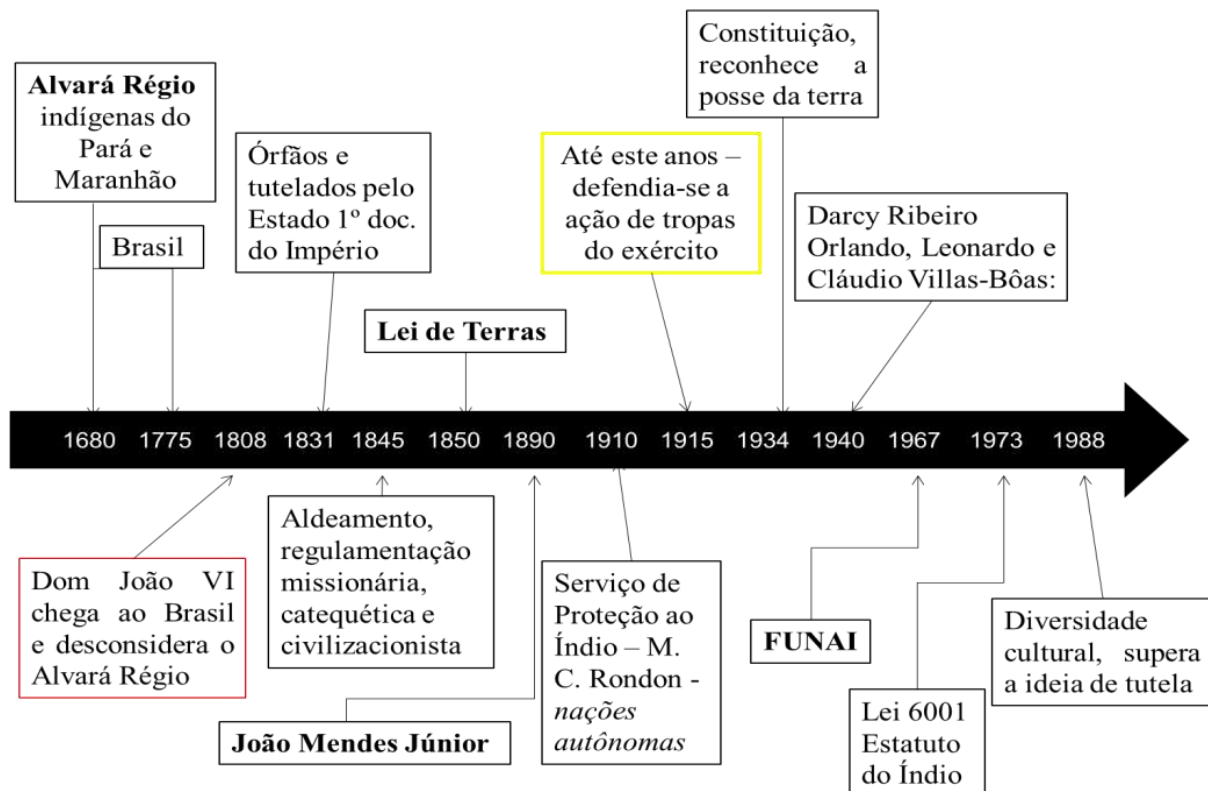 Alvará Régio
indígenas do
Pará e
Maranhão
Brasil
Órfãos e
tutelados pelo
Estado 1º doc.
do Império
Lei de Terras
Até este anos –
defendia-se a
ação de tropas
do exército
Constituição,
reconhece a
posse da terra
Darcy Ribeiro
Orlando, Leonardo e
Cláudio Villas-Bôas:
1680 1775 1808 1831 1845 1850 1890 1910 1915 1934 1940 1967 1973 1988
Dom João VI
chega ao Brasil
e desconsidera o
Alvará Régio
Aldeamento,
regulamentação
missionária,
catequética e
civilizacionista
João Mendes Júnior
Serviço de
Proteção ao
Índio – M.
C. Rondon -
nações
autônomas
FUNAI
Lei 6001
Estatuto
do Índio
Diversidade
cultural, supera
a ideia de tutela